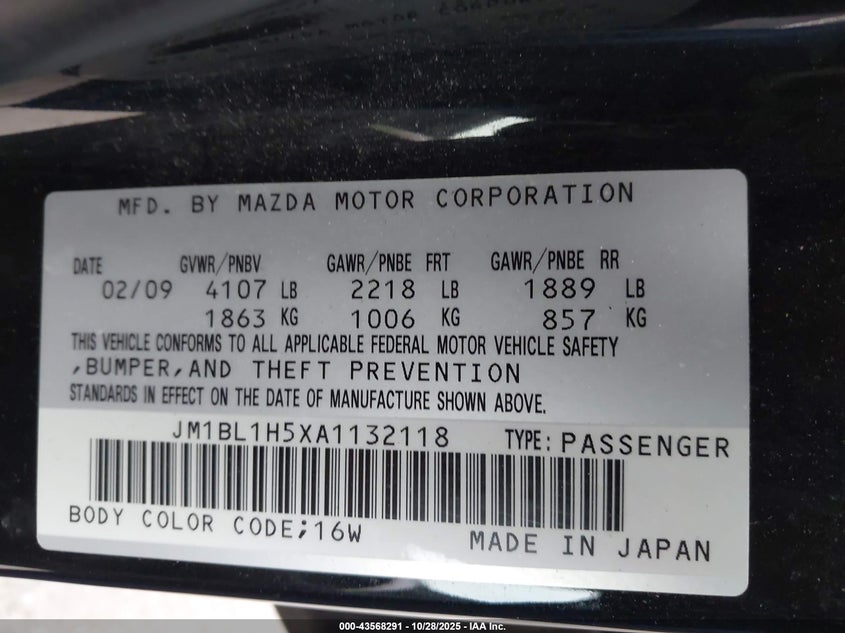 MFD. BY MAZDA MOTOR CORPORATION
DATE GVWR/PNBV GAWR/PNBE FRT GAWR/PNBE RR
02/09 4107 LB 2218 LB 1889 LB
1863 KG 1006 KG 857 KG
THIS VEHICLE CONFORMS TO ALL APPLICABLE FEDERAL MOTOR VEHICLE SAFETY
,BUMPER,AND THEFT PREVENTION
STANDARDS IN EFFECT ON THE DATE OF MANUFACTURE SHOWN ABOVE.
JM1BL1H5XA1132118 TYPE: PASSENGER
BODY COLOR CODE;16W MADE IN JAPAN
000-43568291 - 10/28/2025 - IAA Inc.